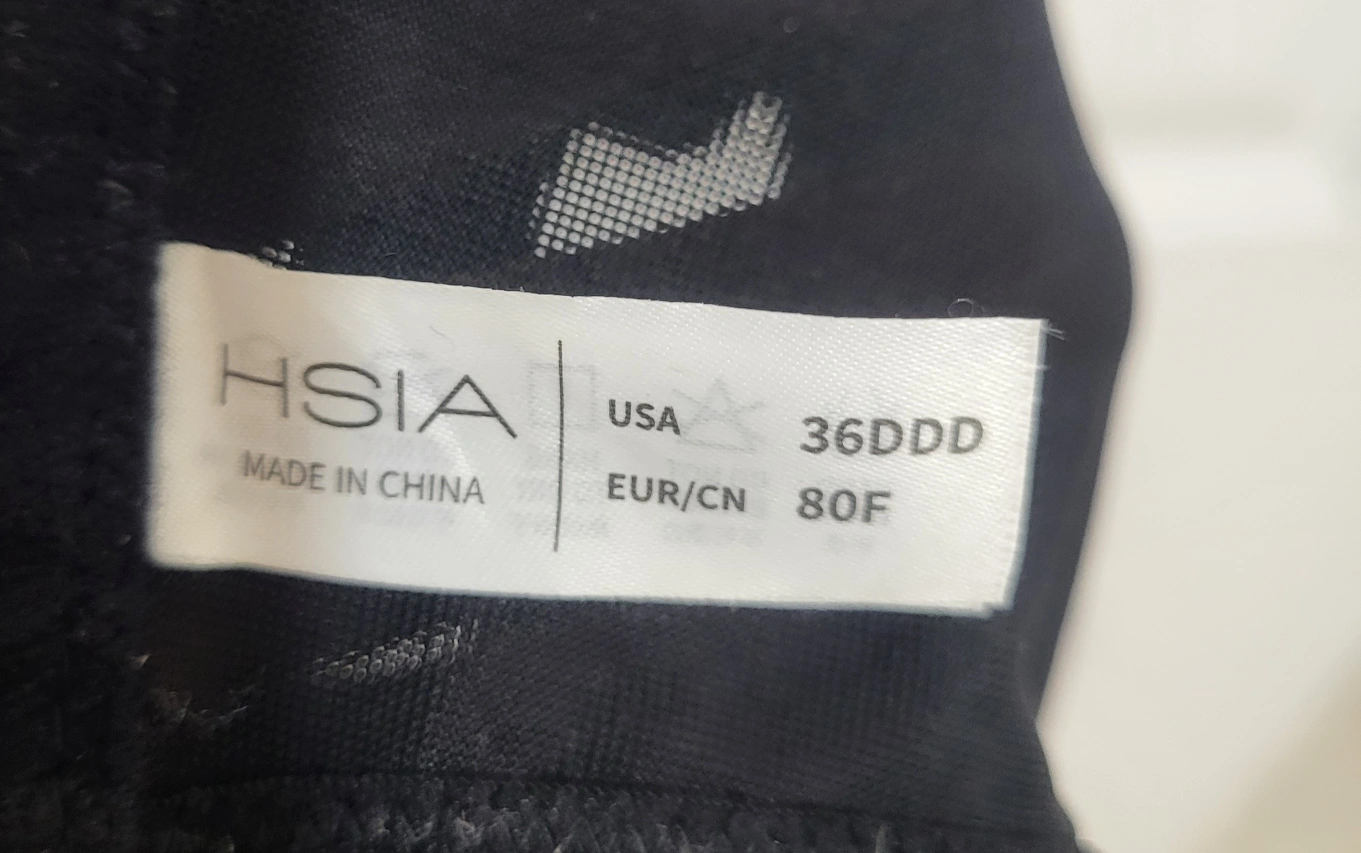 HSIA
MADE IN CHINA
USA 36DDD
EUR/CN 80F